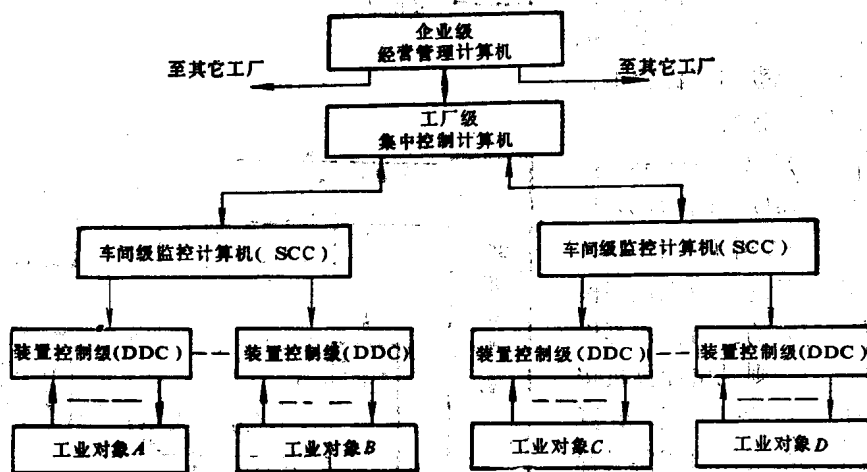 企业级
经营管理计算机
至其它工厂
至其它工厂
工厂级
集中控制计算机
车间级监控计算机(SCC)
车间级监控计算机(SCC)
装置控制级(DDC)
装置控制级(DDC)
装置控制级(DDC)
装置控制级(DDC)
工业对象A
工业对象B
工业对象C
工业对象D